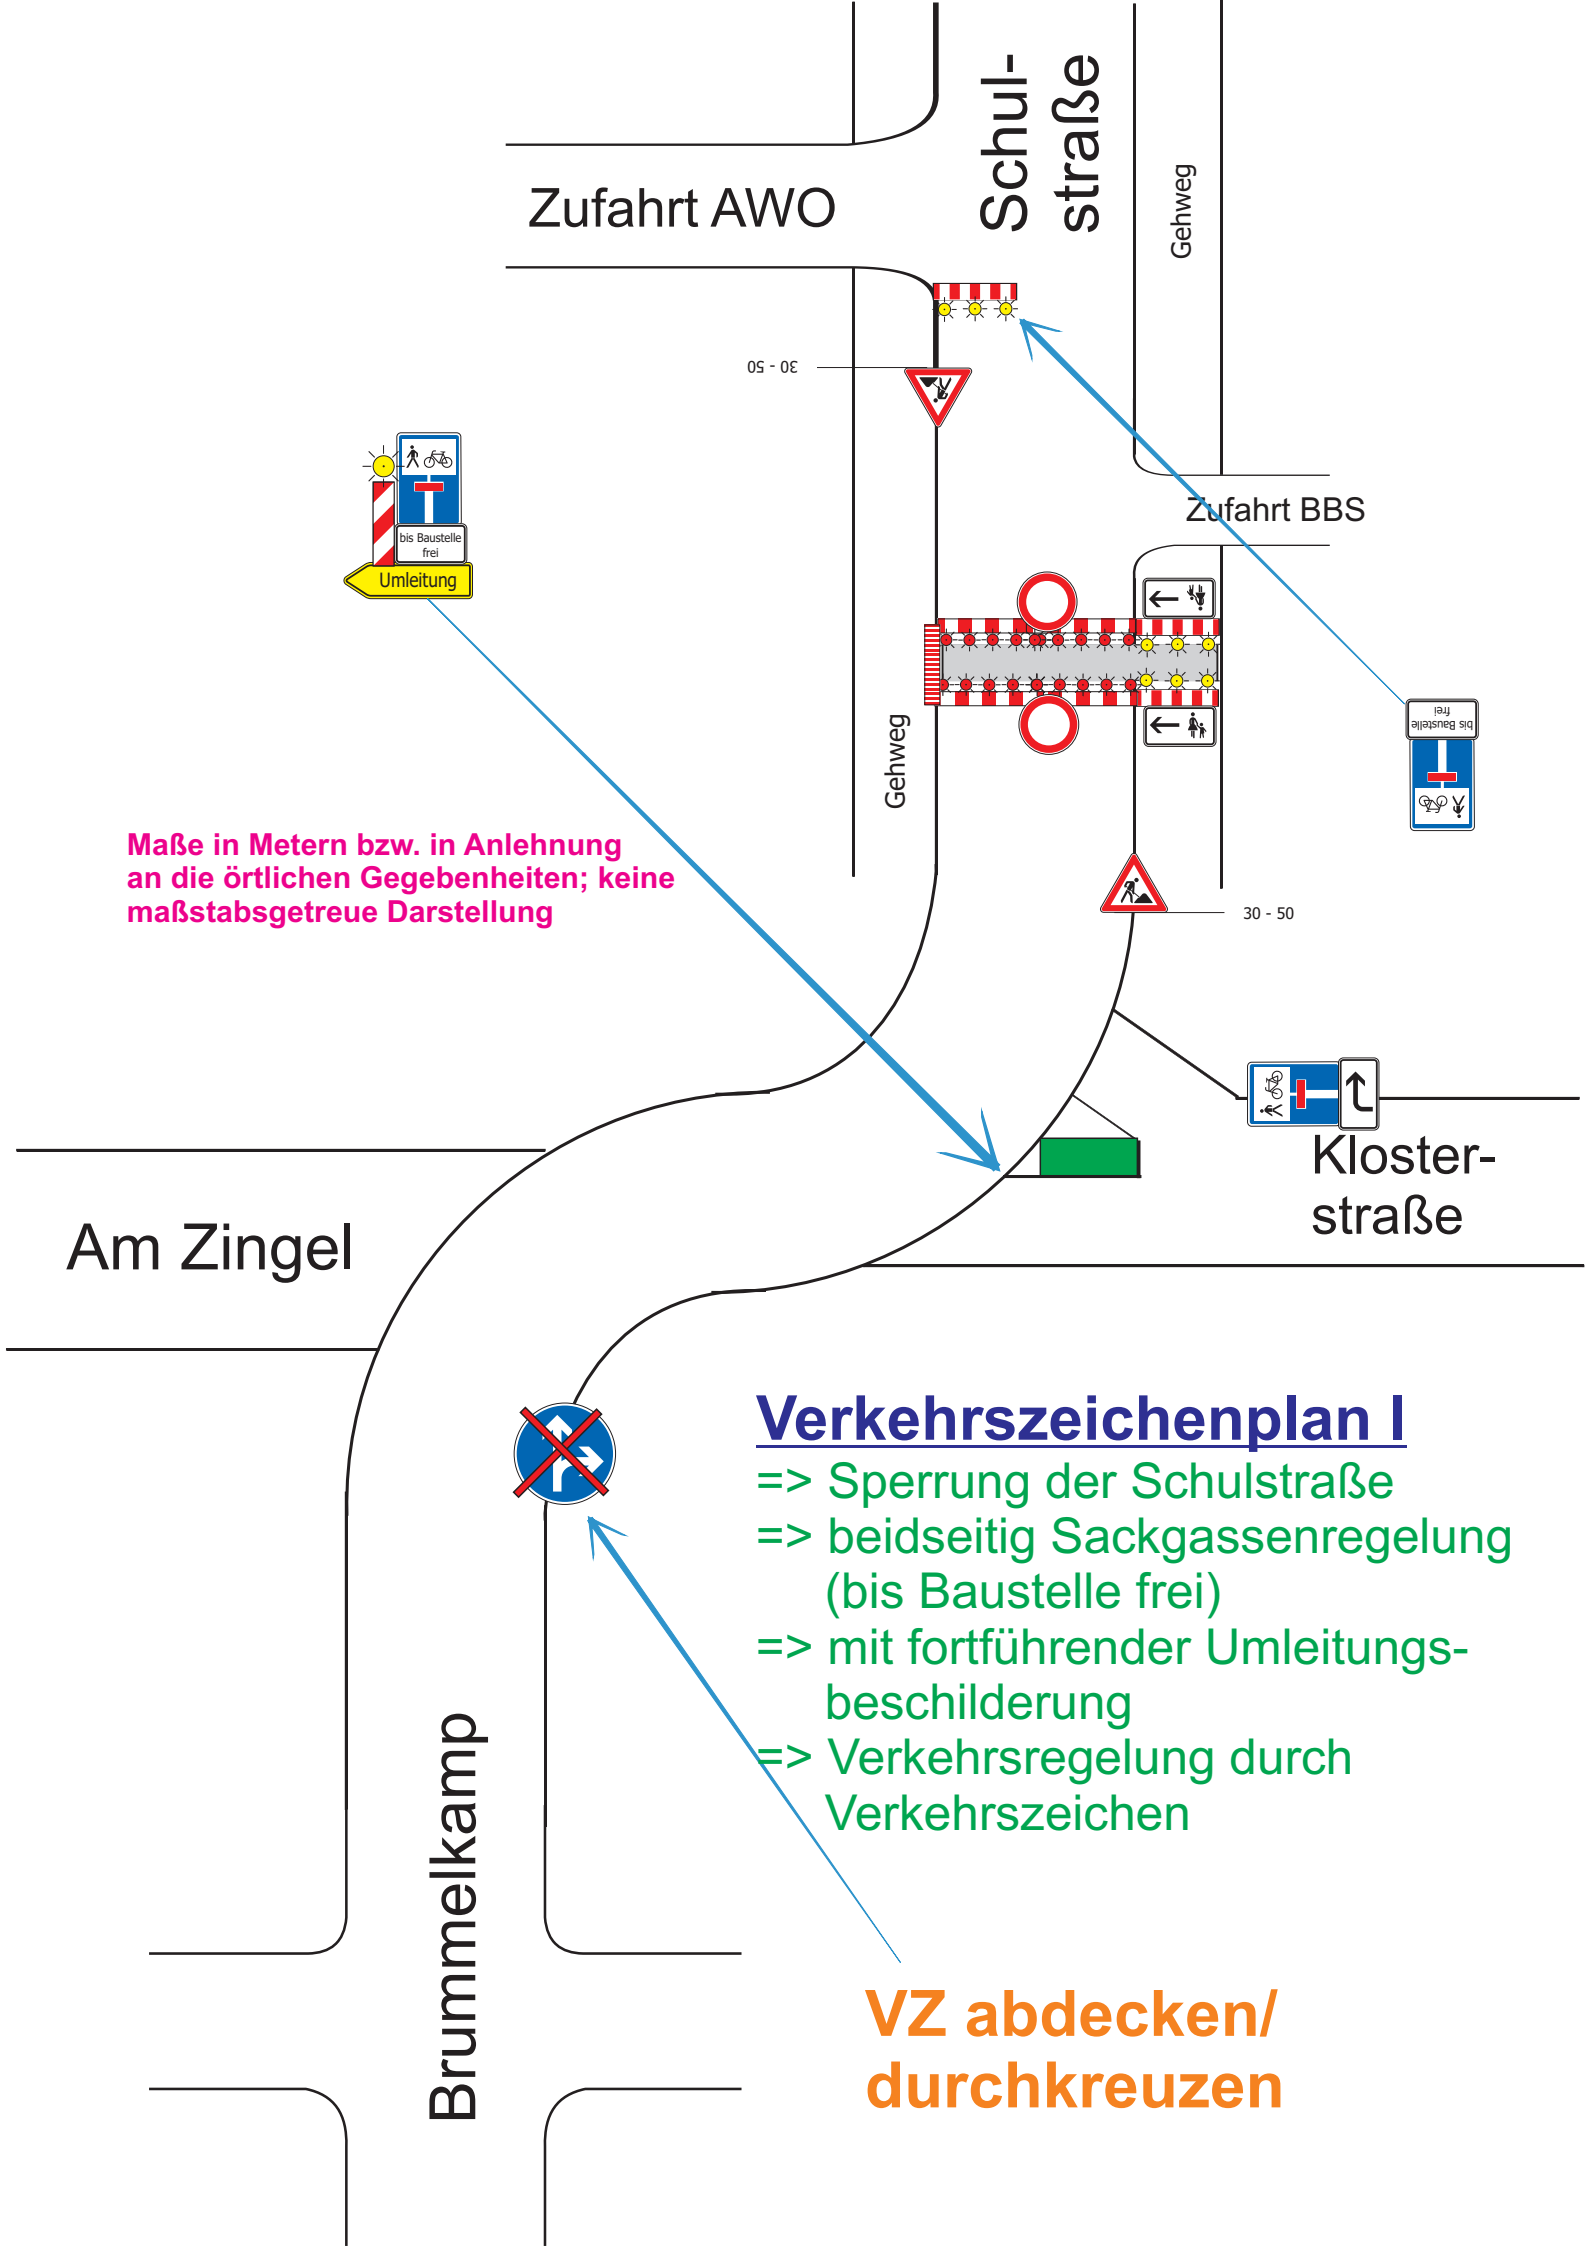 Schul-
straße
Gehweg
Zufahrt AWO
30 - 50
bis Baustelle
frei
Umleitung
Zufahrt BBS
bis Baustelle
frei
Gehweg
Maße in Metern bzw. in Anlehnung
an die örtlichen Gegebenheiten; keine
maßstabsgetreue Darstellung
30 - 50
Kloster-
straße
Am Zingel
Verkehrszeichenplan I
=> Sperrung der Schulstraße
=> beidseitig Sackgassenregelung
(bis Baustelle frei)
=> mit fortführender Umleitungs-
beschilderung
=> Verkehrsregelung durch
Verkehrszeichen
Brummelkamp
VZ abdecken/
durchkreuzen